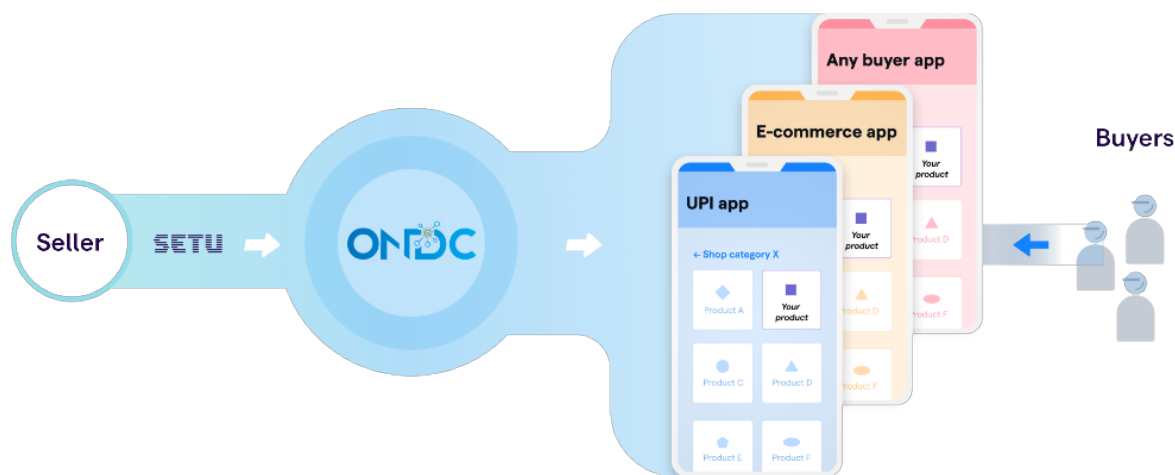 Seller
SETU
ONDC
Any buyer app
Your
product
Product D
Product F
E-commerce app
Your
product
Product D
Product F
UPI app
← Shop category X
Product A
Your
product
Product C
Product D
Product E
Product F
Buyers